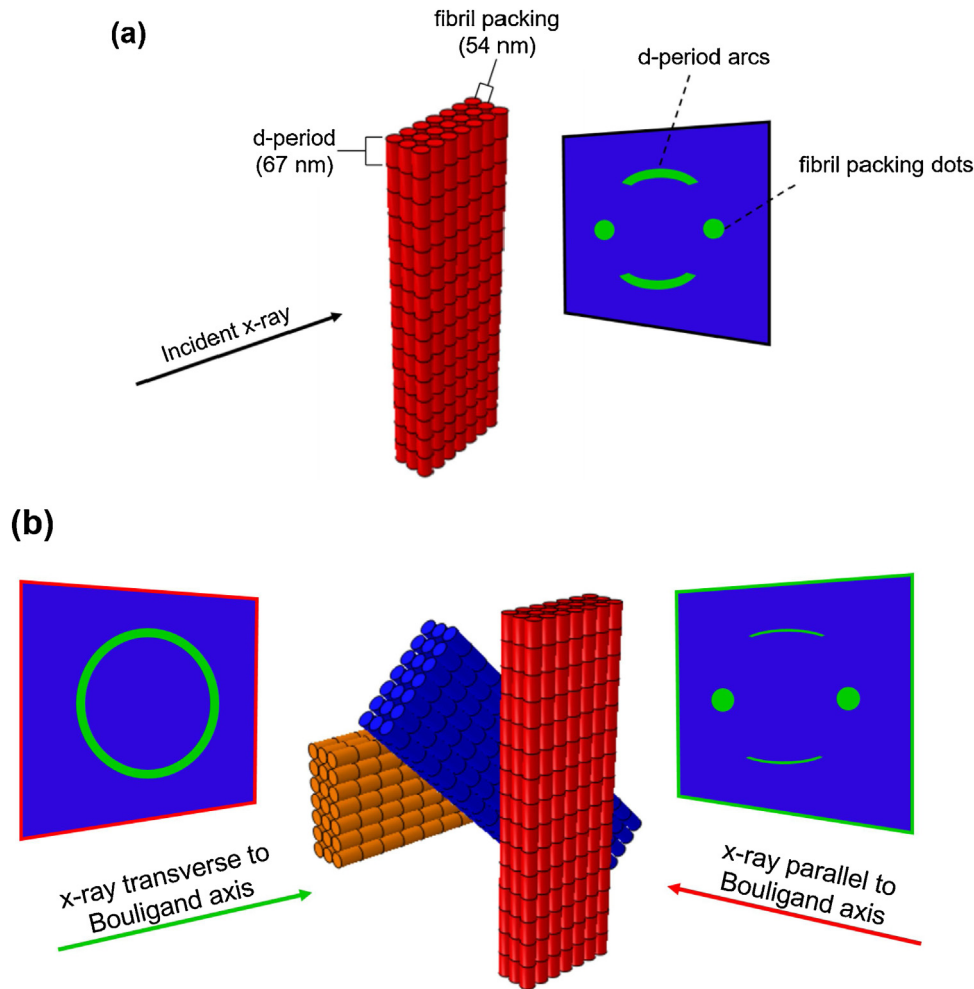 (a)
fibril packing
(54 nm)
d-period arcs
d-period
(67 nm)
fibril packing dots
Incident x-ray
(b)
x-ray transverse to
Bouligand axis
x-ray parallel to
Bouligand axis